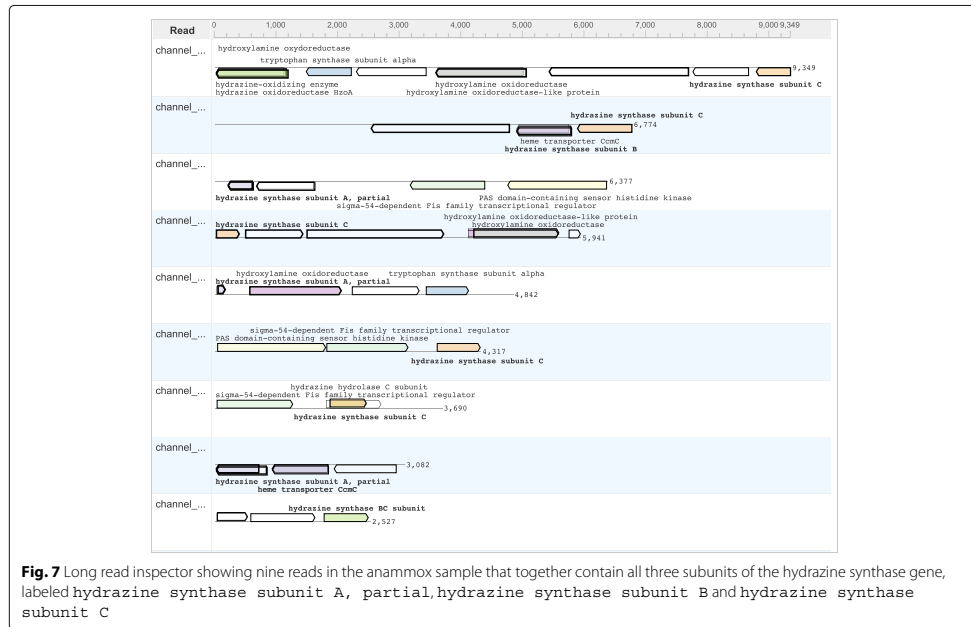 Read
0 1,000 2,000 3,000 4,000 5,000 6,000 7,000 8,000 9,000 9,349
channel_...
hydroxylamine oxydoreductase
tryptophan synthase subunit alpha
9,349
hydrazine-oxidizing enzyme hydroxylamine oxidoreductase hydrazine synthase subunit C
hydrazine oxidoreductase HzoA hydroxylamine oxidoreductase-like protein
channel_...
hydrazine synthase subunit C
6,774
heme transporter CcmC
hydrazine synthase subunit B
channel_...
6,377
hydrazine synthase subunit A, partial PAS domain-containing sensor histidine kinase
sigma-54-dependent Fis family transcriptional regulator
channel_...
hydroxylamine oxidoreductase-like protein
hydrazine synthase subunit C hydroxylamine oxidoreductase
5,941
channel_...
hydroxylamine oxidoreductase tryptophan synthase subunit alpha
hydrazine synthase subunit A, partial
4,842
channel_...
sigma-54-dependent Fis family transcriptional regulator
PAS domain-containing sensor histidine kinase
4,317
hydrazine synthase subunit C
channel_...
hydrazine hydrolase C subunit
sigma-54-dependent Fis family transcriptional regulator
3,690
hydrazine synthase subunit C
channel_...
3,082
hydrazine synthase subunit A, partial
heme transporter CcmC
channel_...
hydrazine synthase BC subunit
2,527
Fig. 7 Long read inspector showing nine reads in the anammox sample that together contain all three subunits of the hydrazine synthase gene,
labeled hydrazine synthase subunit A, partial, hydrazine synthase subunit B and hydrazine synthase
subunit C